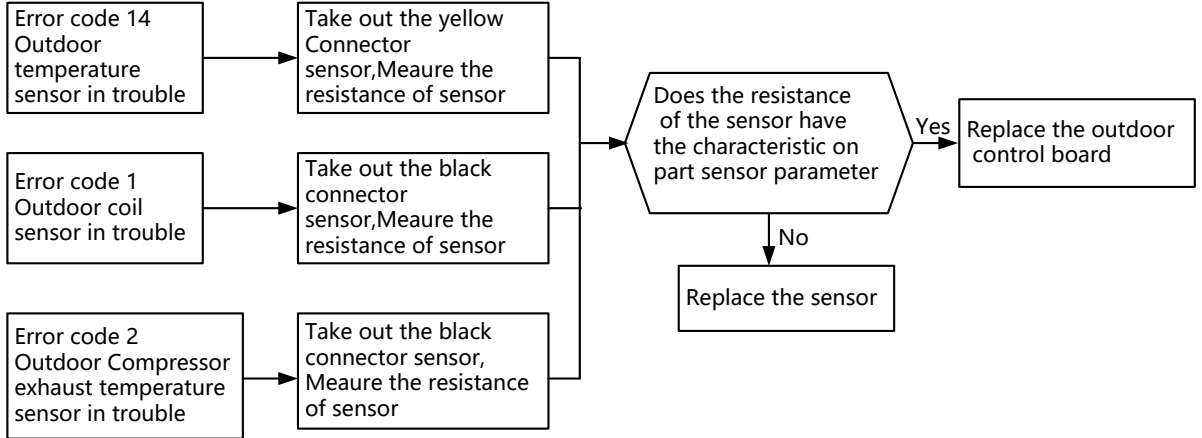 Error code 14
Outdoor
temperature
sensor in trouble
Take out the yellow
Connector
sensor,Meaure the
resistance of sensor
Error code 1
Outdoor coil
sensor in trouble
Take out the black
connector
sensor,Meaure the
resistance of sensor
Error code 2
Outdoor Compressor
exhaust temperature
sensor in trouble
Take out the black
connector sensor,
Meaure the resistance
of sensor
Does the resistance
of the sensor have
the characteristic on
part sensor parameter
Yes
Replace the outdoor
control board
No
Replace the sensor